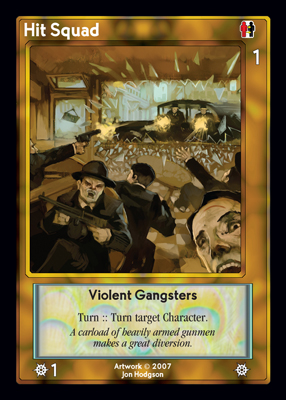 Hit Squad
1
Violent Gangsters
Turn :: Turn target Character.
A carload of heavily armed gunmen
makes a great diversion.
1
Artwork © 2007
Jon Hodgson